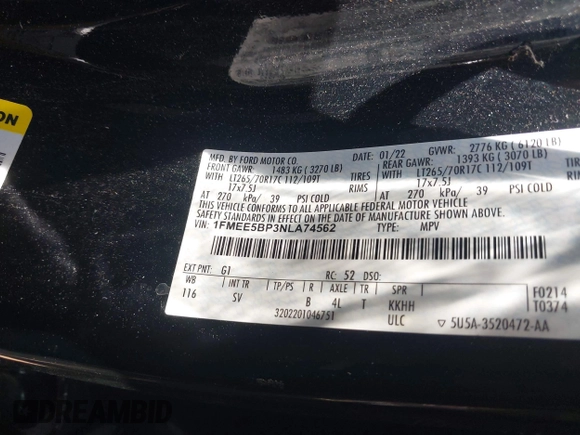 ION
MFD. BY FORD MOTOR CO. 01/22 GVWR: 2776 KG ( 6120 LB)
FRONT GAWR: 1483 KG ( 3270 LB) REAR GAWR: 1393 KG ( 3070 LB)
WITH LT265/70R17C 112/109T TIRES WITH LT265/70R17C 112/109T TIRES
17x7.5J RIMS 17x7.5J RIMS
AT 270 kPa/ 39 PSI COLD AT 270 kPa/ 39 PSI COLD
THIS VEHICLE CONFORMS TO ALL APPLICABLE FEDERAL MOTOR VEHICLE
SAFETY STANDARDS IN EFFECT ON THE DATE OF MANUFACTURE SHOWN ABOVE.
VIN: 1FMEE5BP3NLA74562 TYPE: MPV
EXT PNT: G1 RC: 52 DSO:
WB INT TR TP/PS R AXLE TR SPR F0214
116 SV B 4L T KKHH T0374
3202201046751 ULC ▽ 5U5A-3520472-AA
DREAMBID